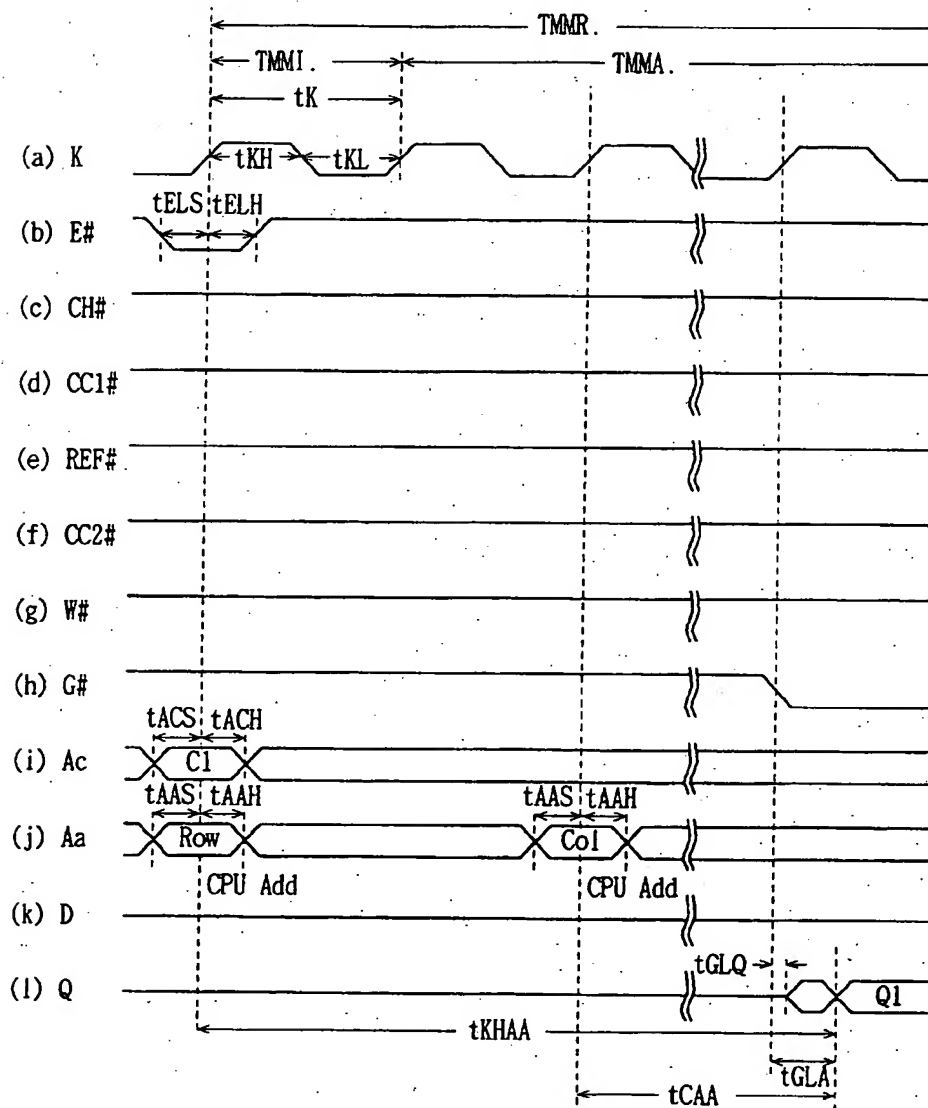 TMMR.
TMMI. TMMA.
tK
(a) K tKH tKL
tELS tELH
(b) E#
(c) CH#
(d) CC1#
(e) REF#
(f) CC2#
(g) W#
(h) G#
tACS tACH
(i) Ac C1
tAAS tAAH tAAS tAAH
(j) Aa Row Col
CPU Add CPU Add
(k) D
tGLQ
(l) Q Q1
tKHAA
tGLA
tCAA